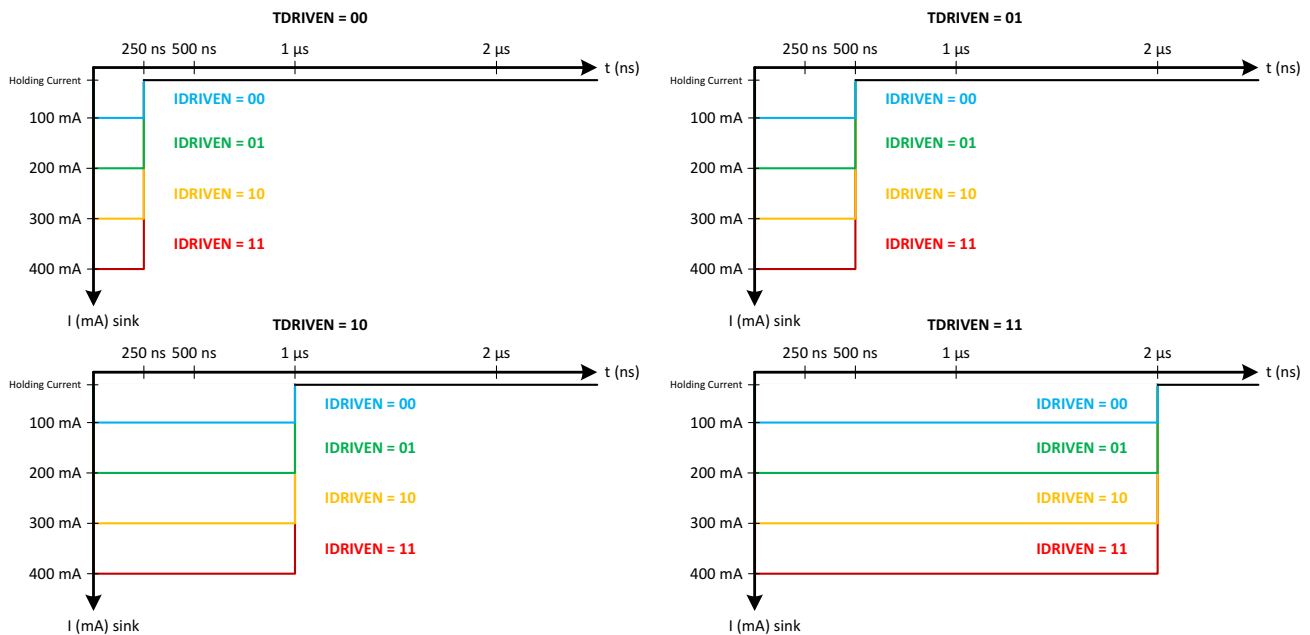 TDRIVEN = 00
250 ns 500 ns 1 µs 2 µs
t (ns)
Holding Current
IDRIVEN = 00
100 mA
IDRIVEN = 01
200 mA
IDRIVEN = 10
300 mA
IDRIVEN = 11
400 mA
I (mA) sink
TDRIVEN = 01
250 ns 500 ns 1 µs 2 µs
t (ns)
Holding Current
IDRIVEN = 00
100 mA
IDRIVEN = 01
200 mA
IDRIVEN = 10
300 mA
IDRIVEN = 11
400 mA
I (mA) sink
TDRIVEN = 10
250 ns 500 ns 1 µs 2 µs
t (ns)
Holding Current
IDRIVEN = 00
100 mA
IDRIVEN = 01
200 mA
IDRIVEN = 10
300 mA
IDRIVEN = 11
400 mA
I (mA) sink
TDRIVEN = 11
250 ns 500 ns 1 µs 2 µs
t (ns)
Holding Current
IDRIVEN = 00
100 mA
IDRIVEN = 01
200 mA
IDRIVEN = 10
300 mA
IDRIVEN = 11
400 mA
I (mA) sink